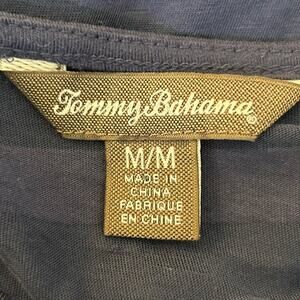 Tommy Bahama®
M/M
MADE IN
CHINA
FABRIQUE
EN CHINE